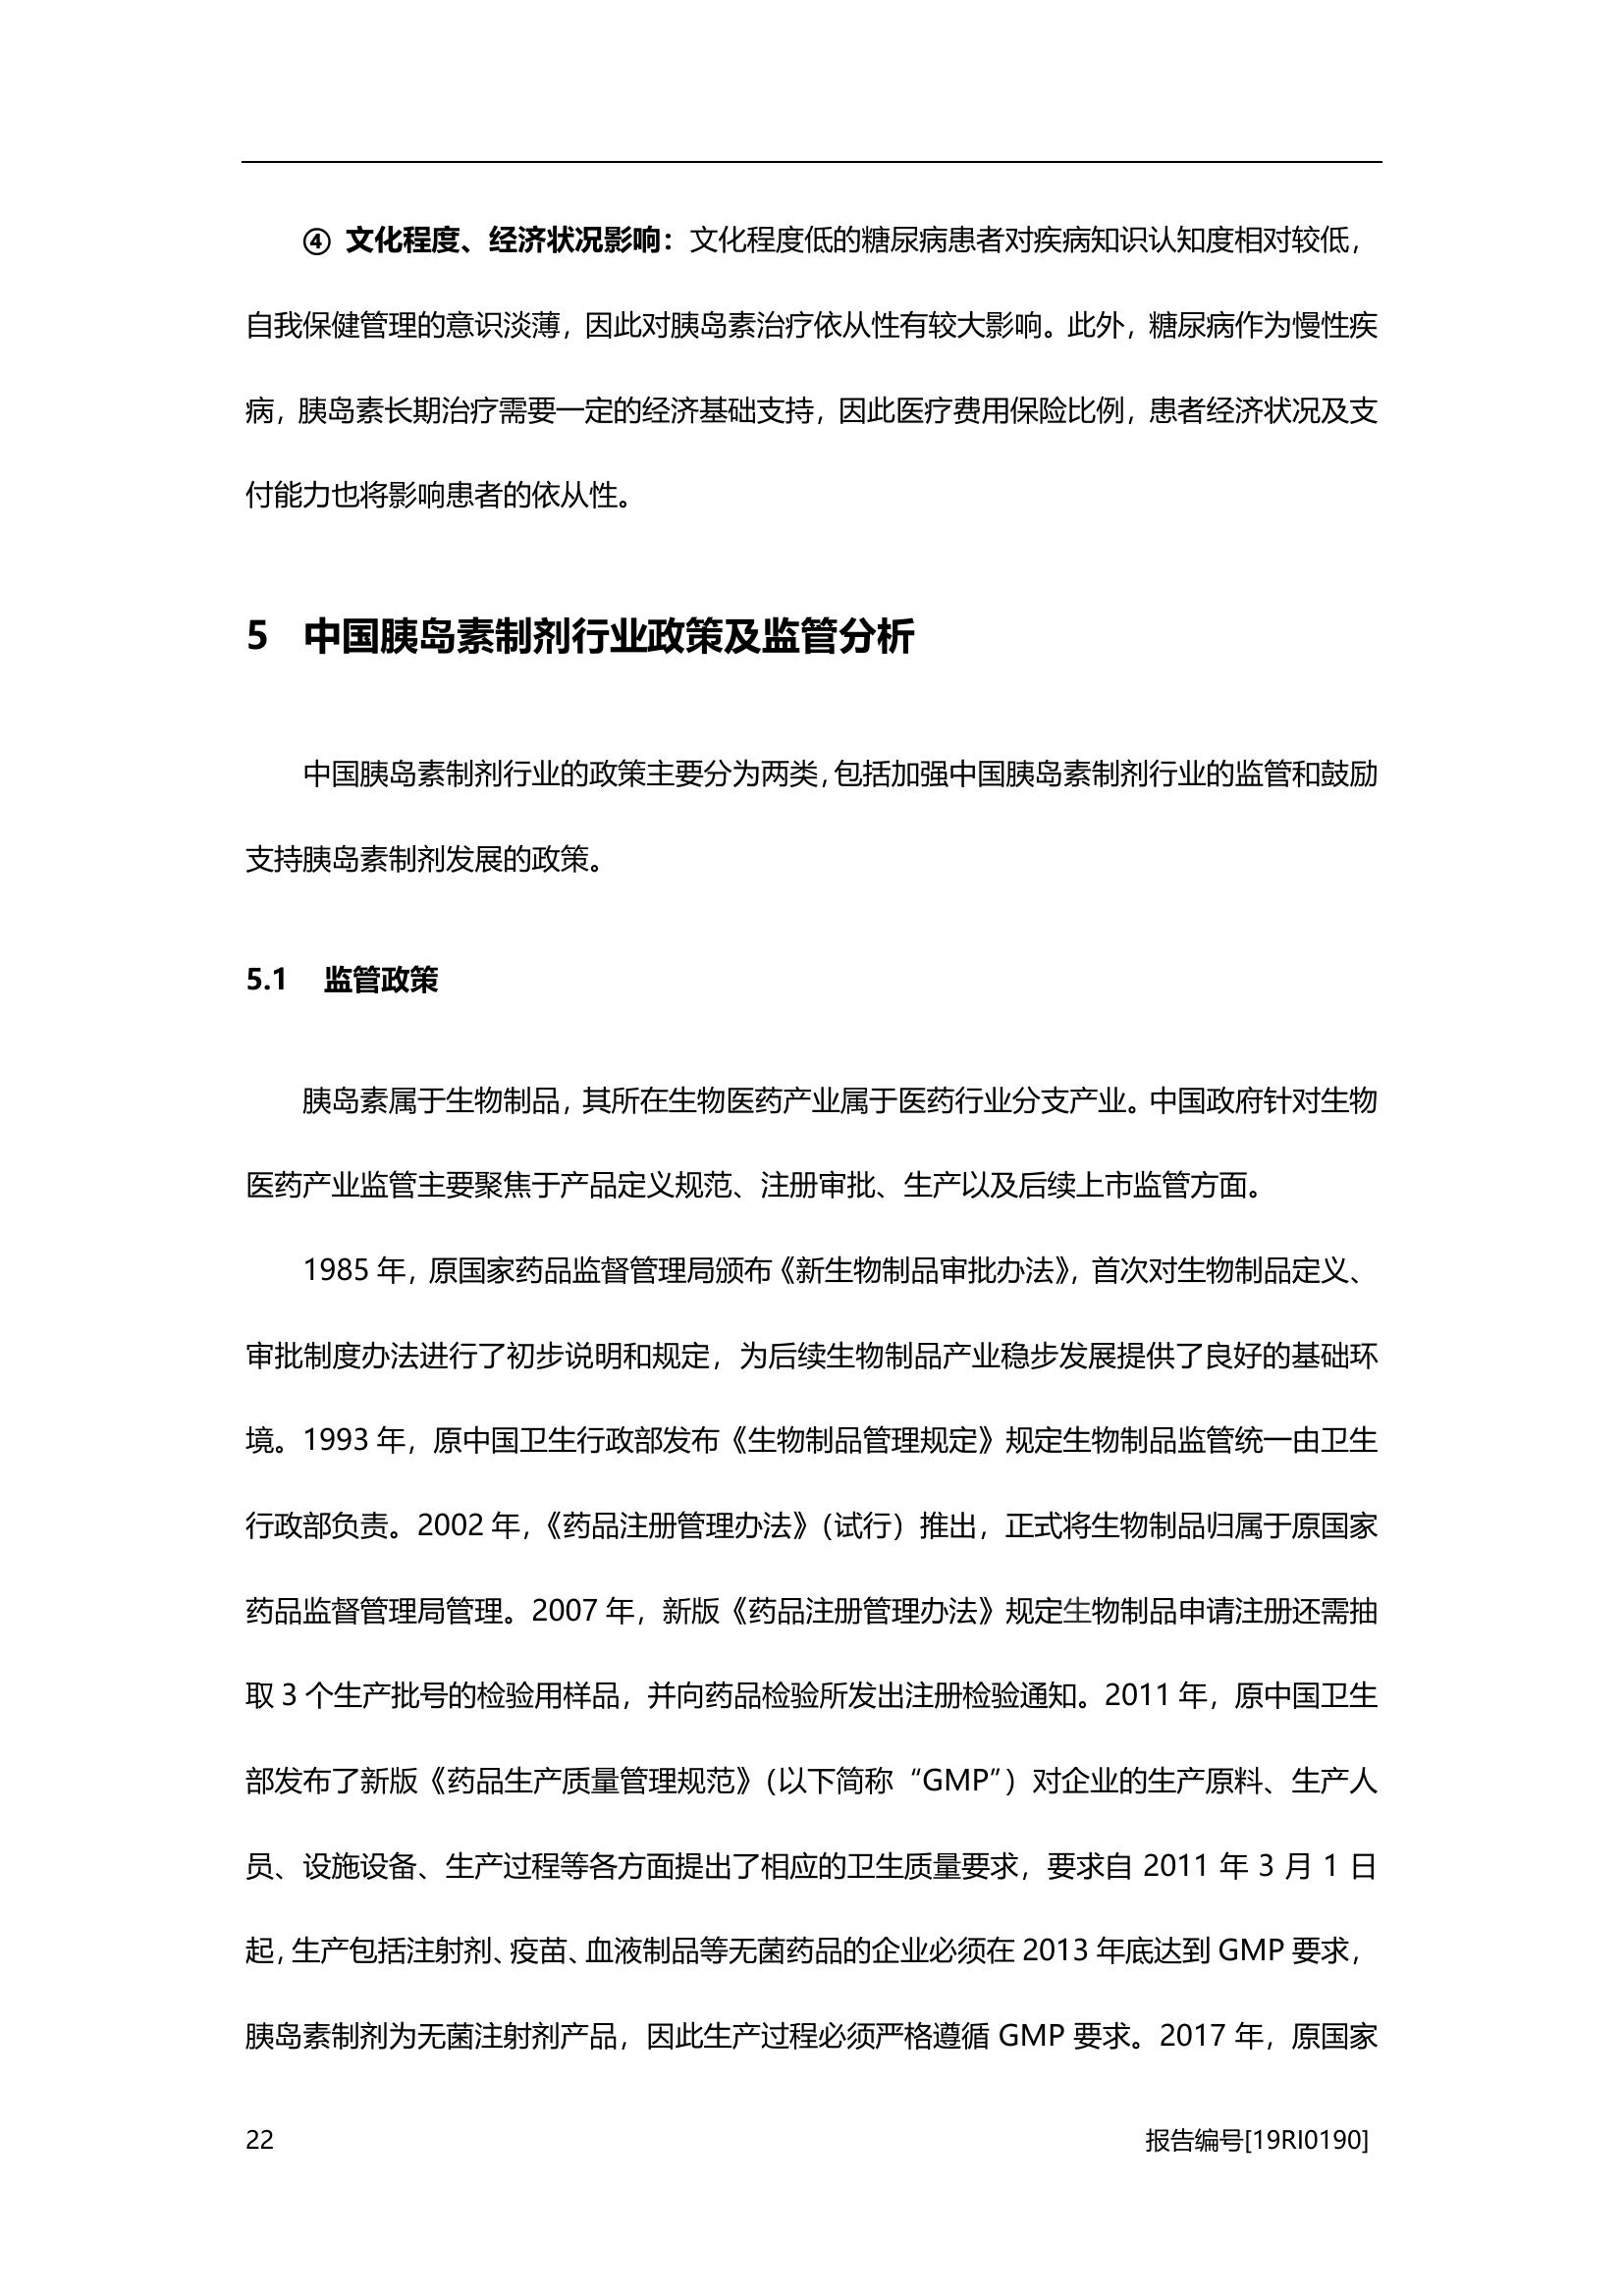 ④ 文化程度、经济状况影响：文化程度低的糖尿病患者对疾病知识认知度相对较低，
自我保健管理的意识淡薄，因此对胰岛素治疗依从性有较大影响。此外，糖尿病作为慢性疾
病，胰岛素长期治疗需要一定的经济基础支持，因此医疗费用保险比例，患者经济状况及支
付能力也将影响患者的依从性。
5 中国胰岛素制剂行业政策及监管分析
中国胰岛素制剂行业的政策主要分为两类，包括加强中国胰岛素制剂行业的监管和鼓励
支持胰岛素制剂发展的政策。
5.1 监管政策
胰岛素属于生物制品，其所在生物医药产业属于医药行业分支产业。中国政府针对生物
医药产业监管主要聚焦于产品定义规范、注册审批、生产以及后续上市监管方面。
1985 年，原国家药品监督管理局颁布《新生物制品审批办法》，首次对生物制品定义、
审批制度办法进行了初步说明和规定，为后续生物制品产业稳步发展提供了良好的基础环
境。1993 年，原中国卫生行政部发布《生物制品管理规定》规定生物制品监管统一由卫生
行政部负责。2002 年，《药品注册管理办法》（试行）推出，正式将生物制品归属于原国家
药品监督管理局管理。2007 年，新版《药品注册管理办法》规定生物制品申请注册还需抽
取 3 个生产批号的检验用样品，并向药品检验所发出注册检验通知。2011 年，原中国卫生
部发布了新版《药品生产质量管理规范》（以下简称“GMP”）对企业的生产原料、生产人
员、设施设备、生产过程等各方面提出了相应的卫生质量要求，要求自 2011 年 3 月 1 日
起，生产包括注射剂、疫苗、血液制品等无菌药品的企业必须在 2013 年底达到 GMP 要求，
胰岛素制剂为无菌注射剂产品，因此生产过程必须严格遵循 GMP 要求。2017 年，原国家
22 报告编号[19RI0190]